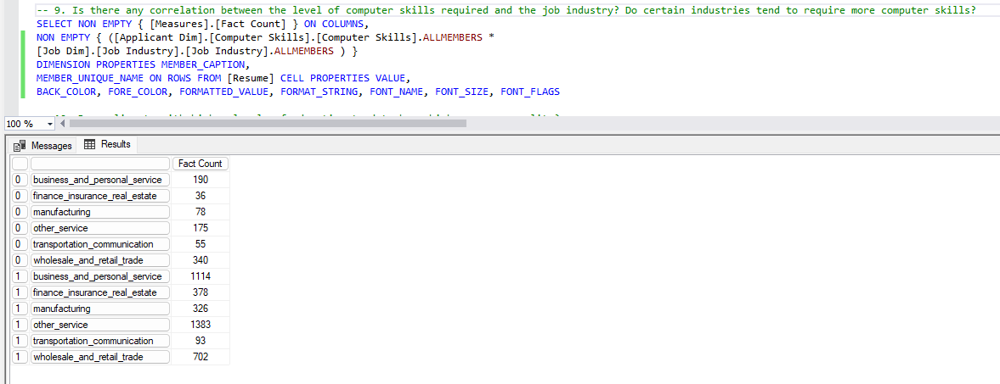 -- 9. Is there any correlation between the level of computer skills required and the job industry? Do certain industries tend to require more computer skills?
SELECT NON EMPTY { [Measures].[Fact Count] } ON COLUMNS,
NON EMPTY { ([Applicant Dim].[Computer Skills].[Computer Skills].ALLMEMBERS *
[Job Dim].[Job Industry].[Job Industry].ALLMEMBERS ) }
DIMENSION PROPERTIES MEMBER_CAPTION,
MEMBER_UNIQUE_NAME ON ROWS FROM [Resume] CELL PROPERTIES VALUE,
BACK_COLOR, FORE_COLOR, FORMATTED_VALUE, FORMAT_STRING, FONT_NAME, FONT_SIZE, FONT_FLAGS
100 %
Messages Results
Fact Count
0 business_and_personal_service 190
0 finance_insurance_real_estate 36
0 manufacturing 78
0 other_service 175
0 transportation_communication 55
0 wholesale_and_retail_trade 340
1 business_and_personal_service 1114
1 finance_insurance_real_estate 378
1 manufacturing 326
1 other_service 1383
1 transportation_communication 93
1 wholesale_and_retail_trade 702